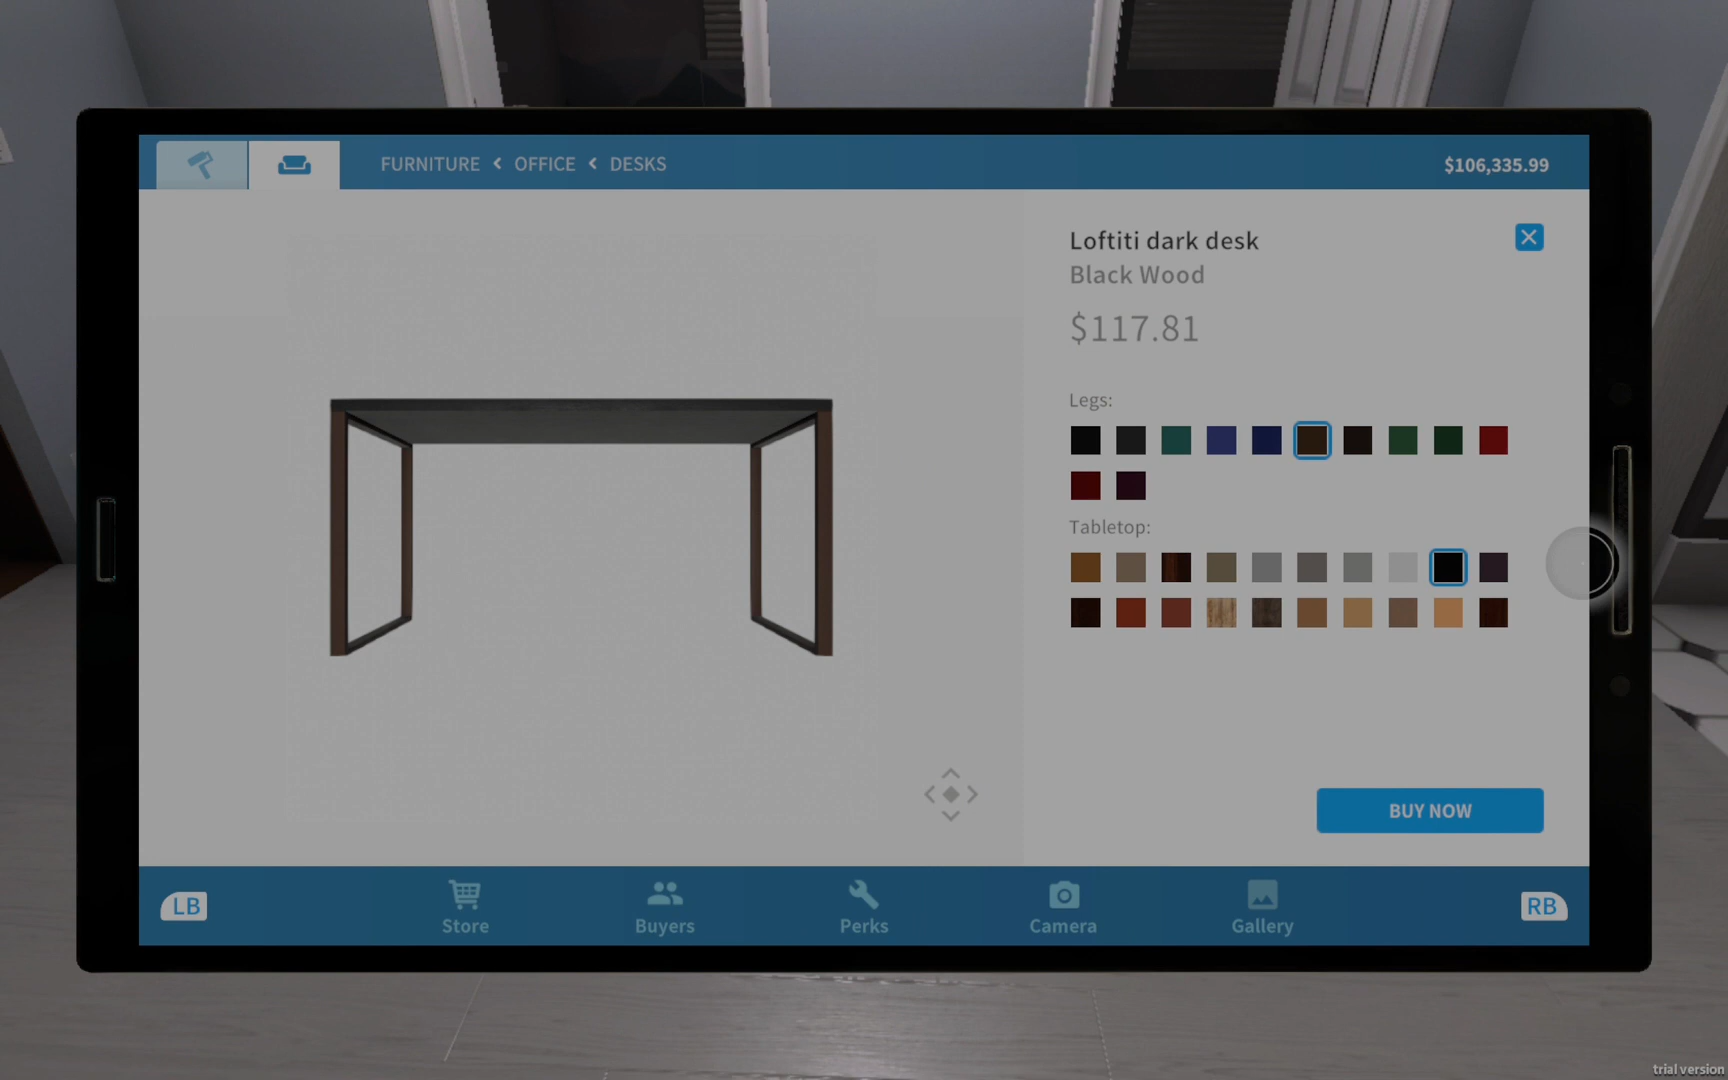 FURNITURE < OFFICE < DESKS
$106,335.99
Loftiti dark desk
Black Wood
$117.81
Legs:
Tabletop:
BUY NOW
LB
Store
Buyers
Perks
Camera
Gallery
RB
trial version